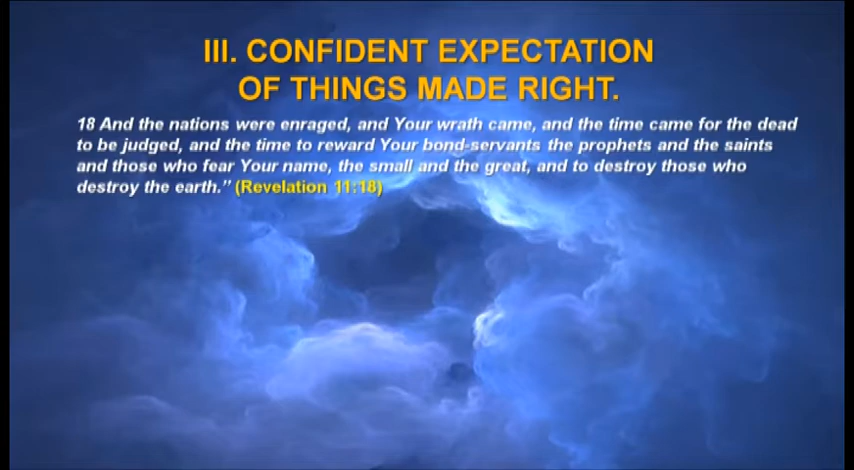 III. CONFIDENT EXPECTATION
OF THINGS MADE RIGHT.
18 And the nations were enraged, and Your wrath came, and the time came for the dead
to be judged, and the time to reward Your bond-servants the prophets and the saints
and those who fear Your name, the small and the great, and to destroy those who
destroy the earth.” (Revelation 11:18)